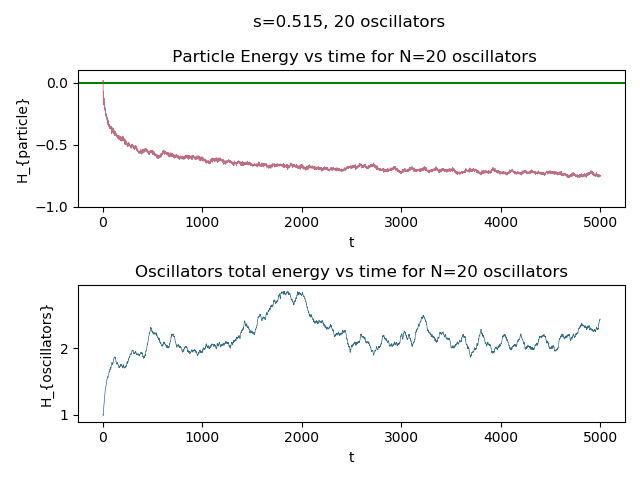 s=0.515, 20 oscillators
Particle Energy vs time for N=20 oscillators
H_{particle}
0.0
−0.5
−1.0
0 1000 2000 3000 4000 5000
t
Oscillators total energy vs time for N=20 oscillators
H_{oscillators}
2
1
0 1000 2000 3000 4000 5000
t